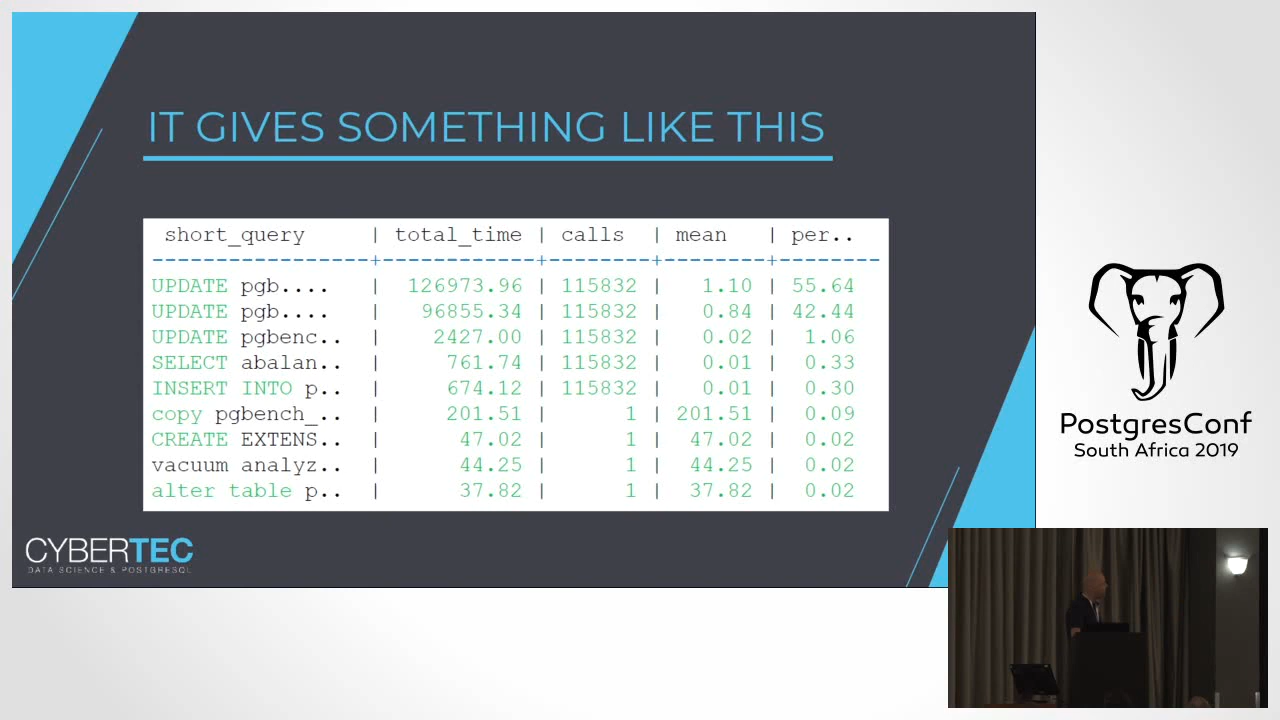 IT GIVES SOMETHING LIKE THIS
short_query | total_time | calls | mean | per..
-----------------+------------+--------+--------+--------
UPDATE pgb.... | 126973.96 | 115832 | 1.10 | 55.64
UPDATE pgb.... | 96855.34 | 115832 | 0.84 | 42.44
UPDATE pgbenc.. | 2427.00 | 115832 | 0.02 | 1.06
SELECT abalan.. | 761.74 | 115832 | 0.01 | 0.33
INSERT INTO p.. | 674.12 | 115832 | 0.01 | 0.30
copy pgbench_.. | 201.51 | 1 | 201.51 | 0.09
CREATE EXTENS.. | 47.02 | 1 | 47.02 | 0.02
vacuum analyz.. | 44.25 | 1 | 44.25 | 0.02
alter table p.. | 37.82 | 1 | 37.82 | 0.02
CYBERTEC
DATA SCIENCE & POSTGRESQL
PostgresConf
South Africa 2019